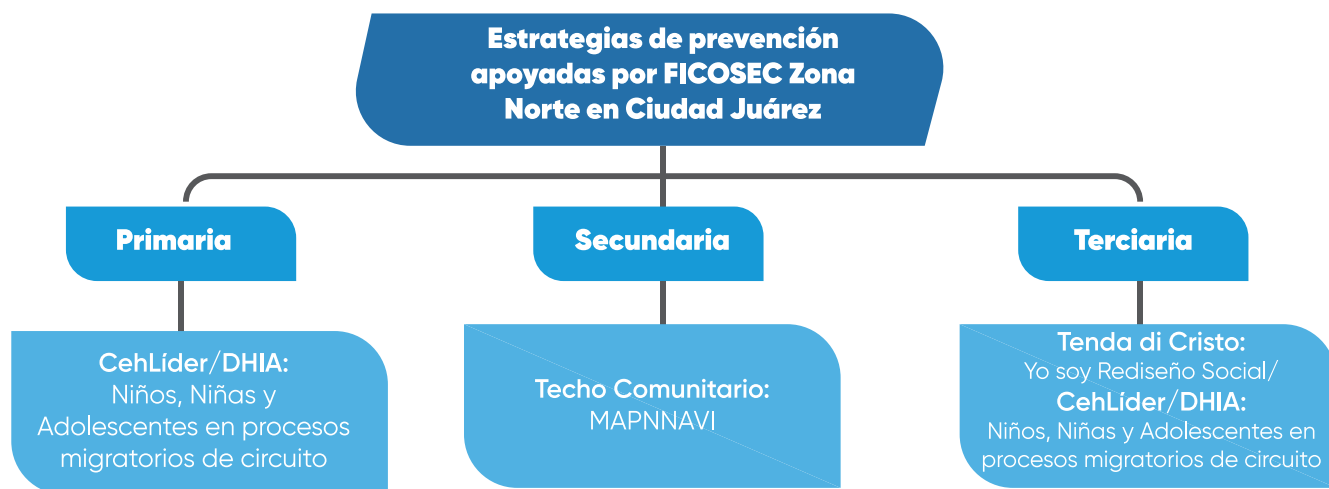 Estrategias de prevención
apoyadas por FICOSEC Zona
Norte en Ciudad Juárez
Primaria
Secundaria
Terciaria
CehLíder/DHIA:
Niños, Niñas y
Adolescentes en procesos
migratorios de circuito
Techo Comunitario:
MAPNNAVI
Tenda di Cristo:
Yo soy Rediseño Social/
CehLíder/DHIA:
Niños, Niñas y Adolescentes en
procesos migratorios de circuito